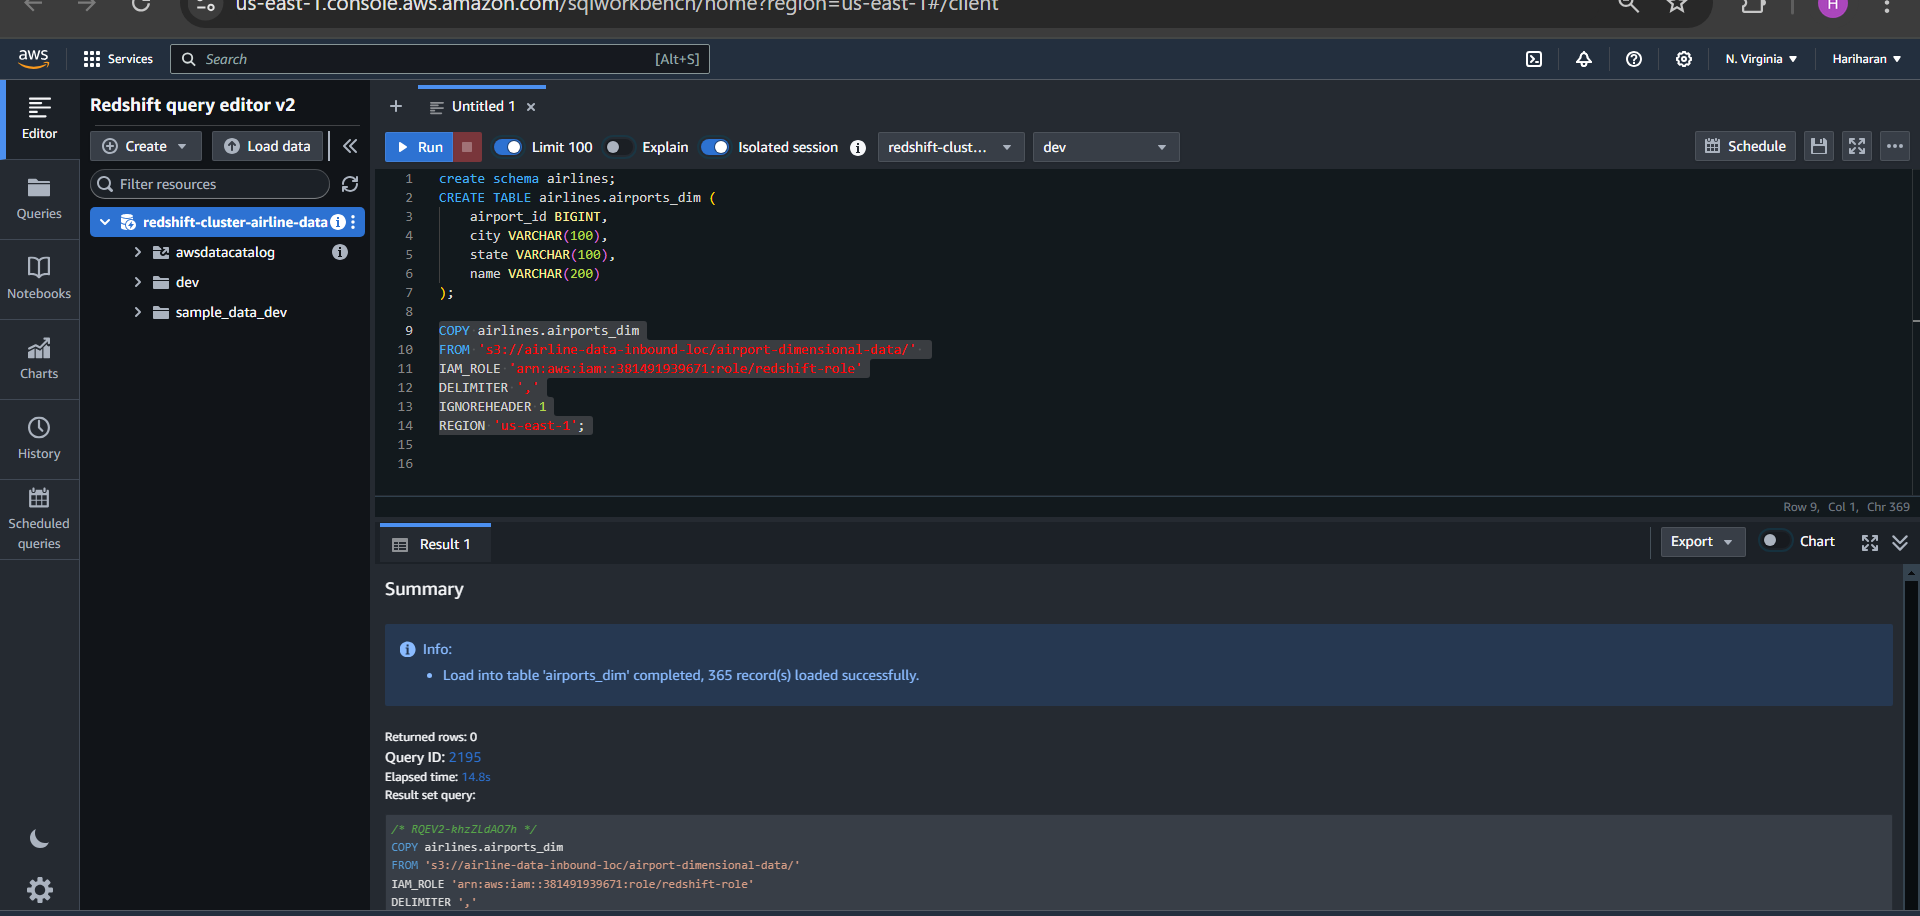 us-east-1.console.aws.amazon.com/sqlworkbench/home?region=us-east-1#/client
H
aws
Services
Search
[Alt+S]
N. Virginia
Hariharan
Editor
Queries
Notebooks
Charts
History
Scheduled
queries
Redshift query editor v2
Create
Load data
Filter resources
redshift-cluster-airline-data
awsdatacatalog
dev
sample_data_dev
Untitled 1
Run
Limit 100
Explain
Isolated session
redshift-clust...
dev
Schedule
1 create schema airlines;
2 CREATE TABLE airlines.airports_dim (
3 airport_id BIGINT,
4 city VARCHAR(100),
5 state VARCHAR(100),
6 name VARCHAR(200)
7 );
8
9 COPY airlines.airports_dim
10 FROM 's3://airline-data-inbound-loc/airport-dimensional-data/'
11 IAM_ROLE 'arn:aws:iam::381491939671:role/redshift-role'
12 DELIMITER ','
13 IGNOREHEADER 1
14 REGION 'us-east-1';
15
16
Row 9, Col 1, Chr 369
Result 1
Export
Chart
Summary
Info:
• Load into table 'airports_dim' completed, 365 record(s) loaded successfully.
Returned rows: 0
Query ID: 2195
Elapsed time: 14.8s
Result set query:
/* RQEV2-khzZLdAO7h */
COPY airlines.airports_dim
FROM 's3://airline-data-inbound-loc/airport-dimensional-data/'
IAM_ROLE 'arn:aws:iam::381491939671:role/redshift-role'
DELIMITER ','